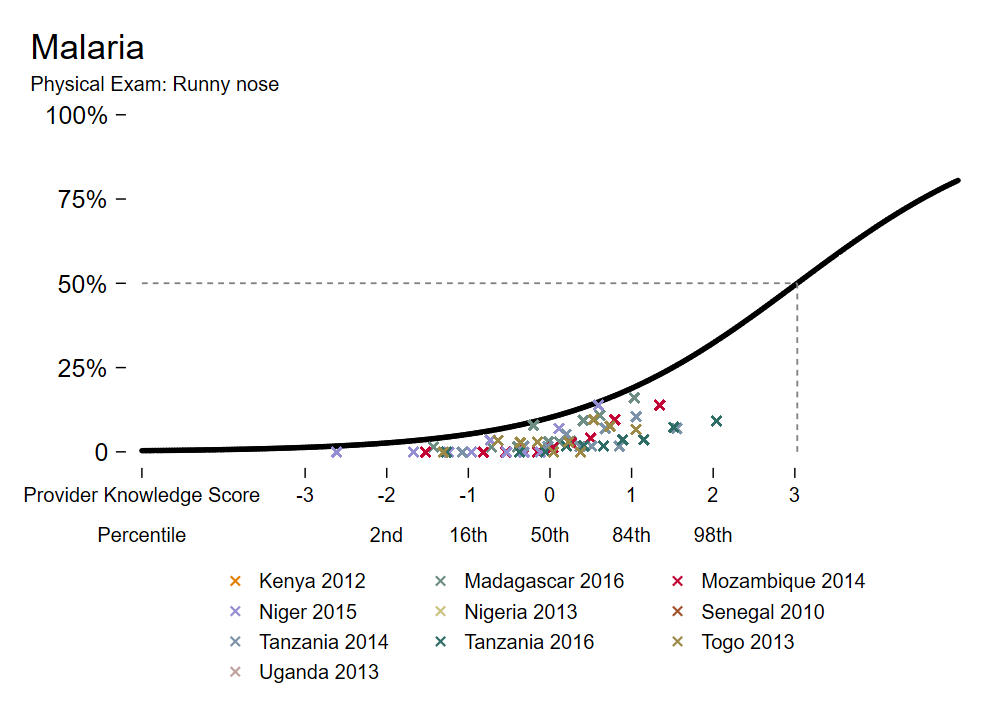 Malaria
Physical Exam: Runny nose
100%
75%
50%
25%
0
Provider Knowledge Score -3 -2 -1 0 1 2 3
Percentile 2nd 16th 50th 84th 98th
Kenya 2012 Madagascar 2016 Mozambique 2014
Niger 2015 Nigeria 2013 Senegal 2010
Tanzania 2014 Tanzania 2016 Togo 2013
Uganda 2013